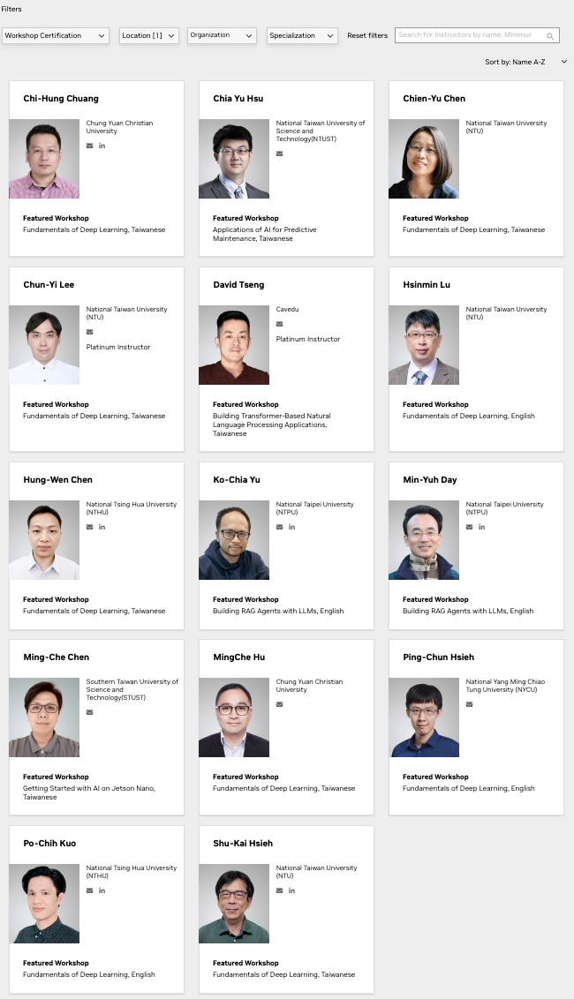 Filters
Workshop Certification
Location [1]
Organization
Specialization
Reset filters
Search for instructors by name. Minimur
Sort by: Name A-Z
Chi-Hung Chuang
Chung Yuan Christian
University
in
Featured Workshop
Fundamentals of Deep Learning, Taiwanese
Chia Yu Hsu
National Taiwan University of
Science and
Technology(NTUST)
Featured Workshop
Applications of AI for Predictive
Maintenance, Taiwanese
Chien-Yu Chen
National Taiwan University
(NTU)
Featured Workshop
Fundamentals of Deep Learning, Taiwanese
Chun-Yi Lee
National Taiwan University
(NTU)
Platinum Instructor
Featured Workshop
Fundamentals of Deep Learning, Taiwanese
David Tseng
Cavedu
Platinum Instructor
Featured Workshop
Building Transformer-Based Natural
Language Processing Applications,
Taiwanese
Hsinmin Lu
National Taiwan University
(NTU)
Featured Workshop
Fundamentals of Deep Learning, English
Hung-Wen Chen
National Tsing Hua University
(NTHU)
in
Featured Workshop
Fundamentals of Deep Learning, Taiwanese
Ko-Chia Yu
National Taipei University
(NTPU)
in
Featured Workshop
Building RAG Agents with LLMs, English
Min-Yuh Day
National Taipei University
(NTPU)
in
Featured Workshop
Building RAG Agents with LLMs, English
Ming-Che Chen
Southern Taiwan University of
Science and
Technology(STUST)
Featured Workshop
Getting Started with AI on Jetson Nano,
Taiwanese
MingChe Hu
Chung Yuan Christian
University
Featured Workshop
Fundamentals of Deep Learning, Taiwanese
Ping-Chun Hsieh
National Yang Ming Chiao
Tung University (NYCU)
Featured Workshop
Fundamentals of Deep Learning, English
Po-Chih Kuo
National Tsing Hua University
(NTHU)
in
Featured Workshop
Fundamentals of Deep Learning, English
Shu-Kai Hsieh
National Taiwan University
(NTU)
in
Featured Workshop
Fundamentals of Deep Learning, Taiwanese